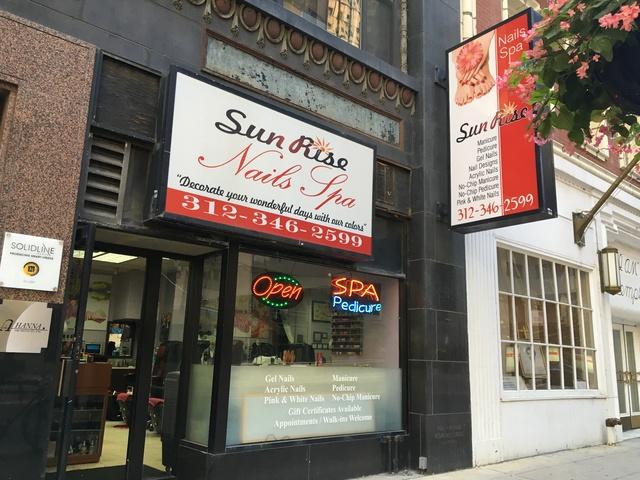 Sun Rise
Nails Spa
"Decorate your wonderful days with our colors"
312-346-2599
Nails
Spa
Sun Rise
Manicure
Pedicure
Gel Nails
Nail Designs
Acrylic Nails
No-Chip Manicure
No-Chip Pedicure
Pink & White Nails
312-346-2599
SOLIDLINE
HANNA
Open
SPA
Pedicure
Gel Nails Manicure
Acrylic Nails Pedicure
Pink & White Nails No-Chip Manicure
Gift Certificates Available
Appointments / Walk-ins Welcome